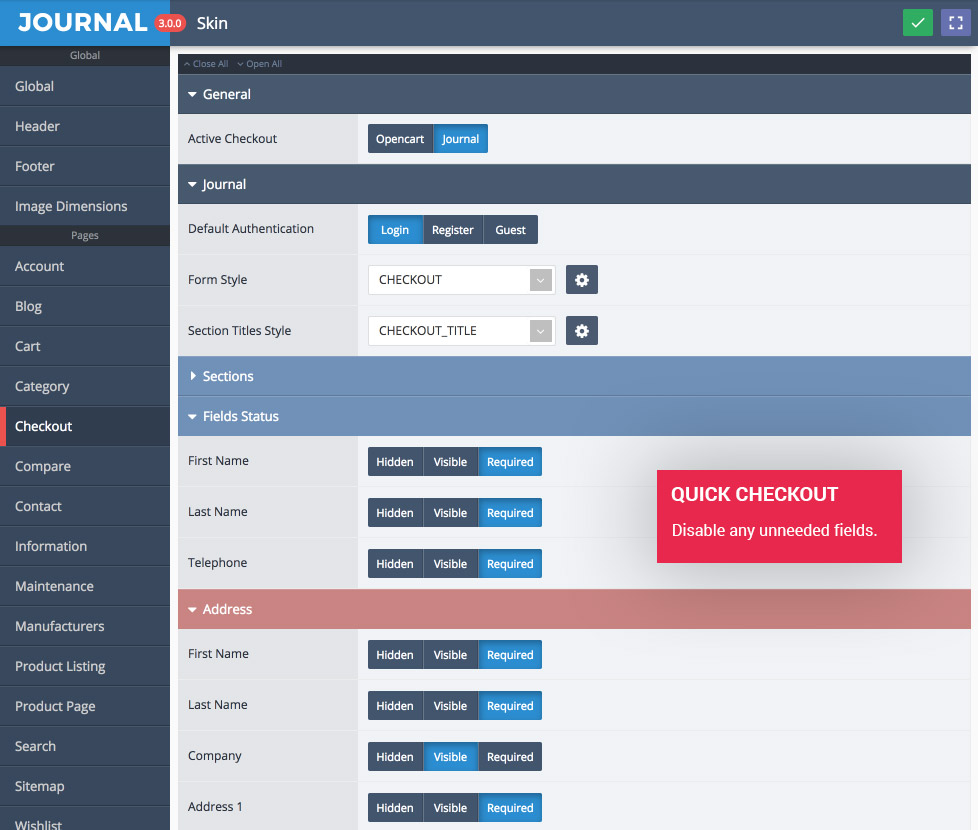 JOURNAL 3.0.0 Skin
Global
Global
Header
Footer
Image Dimensions
Pages
Account
Blog
Cart
Category
Checkout
Compare
Contact
Information
Maintenance
Manufacturers
Product Listing
Product Page
Search
Sitemap
Wishlist
Close All Open All
General
Active Checkout Opencart Journal
Journal
Default Authentication Login Register Guest
Form Style CHECKOUT
Section Titles Style CHECKOUT_TITLE
Sections
Fields Status
First Name Hidden Visible Required
Last Name Hidden Visible Required
Telephone Hidden Visible Required
QUICK CHECKOUT
Disable any unneeded fields.
Address
First Name Hidden Visible Required
Last Name Hidden Visible Required
Company Hidden Visible Required
Address 1 Hidden Visible Required